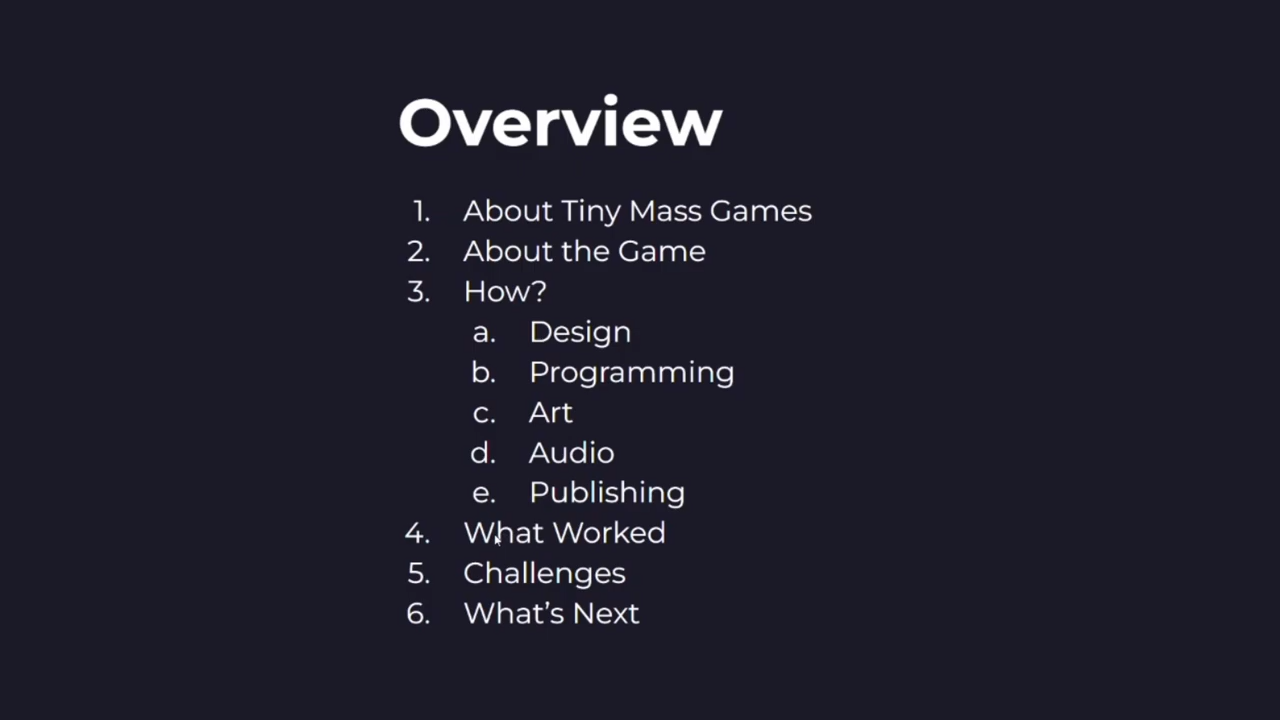 Overview
1. About Tiny Mass Games
2. About the Game
3. How?
a. Design
b. Programming
c. Art
d. Audio
e. Publishing
4. What Worked
5. Challenges
6. What’s Next